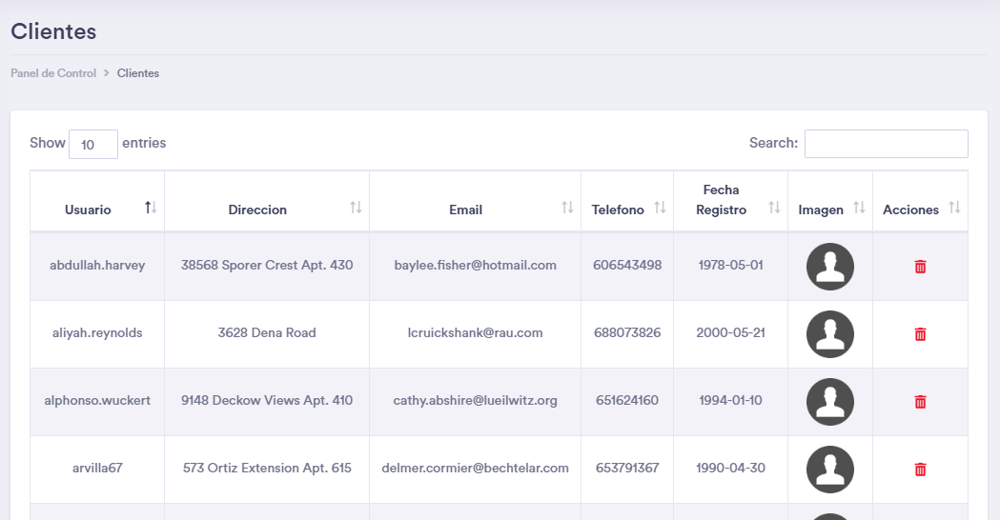 Clientes
Panel de Control > Clientes
Show 10 entries Search:
Usuario Direccion Email Telefono Fecha Registro Imagen Acciones
abdullah.harvey 38568 Sporer Crest Apt. 430 baylee.fisher@hotmail.com 606543498 1978-05-01
aliyah.reynolds 3628 Dena Road lcruickshank@rau.com 688073826 2000-05-21
alphonso.wuckert 9148 Deckow Views Apt. 410 cathy.abshire@lueilwitz.org 651624160 1994-01-10
arvilla67 573 Ortiz Extension Apt. 615 delmer.cormier@bechtelar.com 653791367 1990-04-30